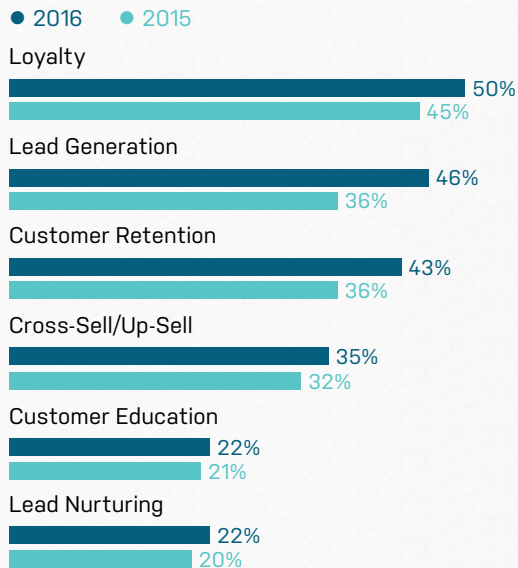 2016 2015
Loyalty
50%
45%
Lead Generation
46%
36%
Customer Retention
43%
36%
Cross-Sell/Up-Sell
35%
32%
Customer Education
22%
21%
Lead Nurturing
22%
20%